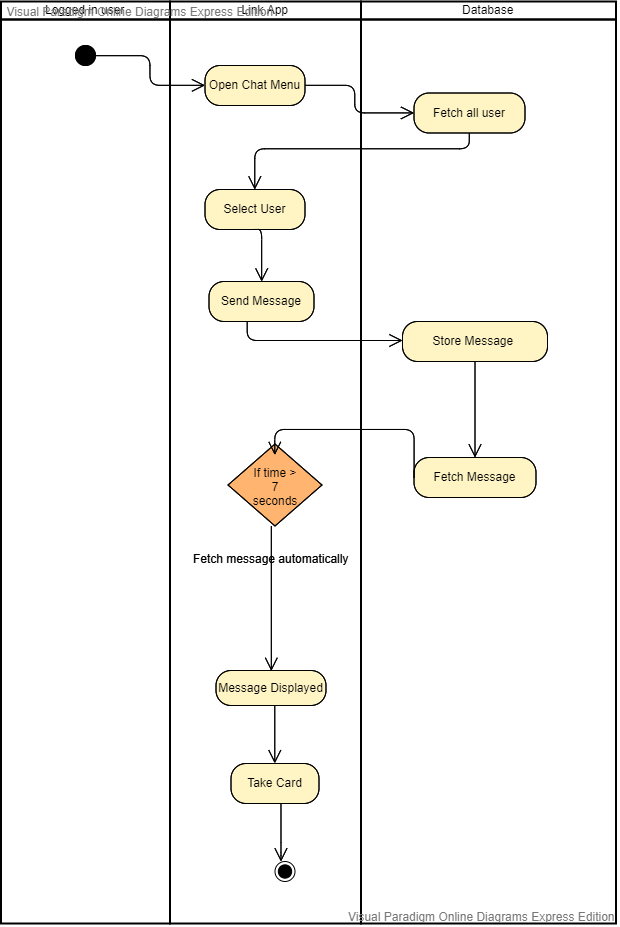 Visual Paradigm Online Diagrams Express Edition
Logged in user
Link App
Database
Open Chat Menu
Fetch all user
Select User
Send Message
Store Message
Fetch Message
If time >
7
seconds
Fetch message automatically
Message Displayed
Take Card
Visual Paradigm Online Diagrams Express Edition